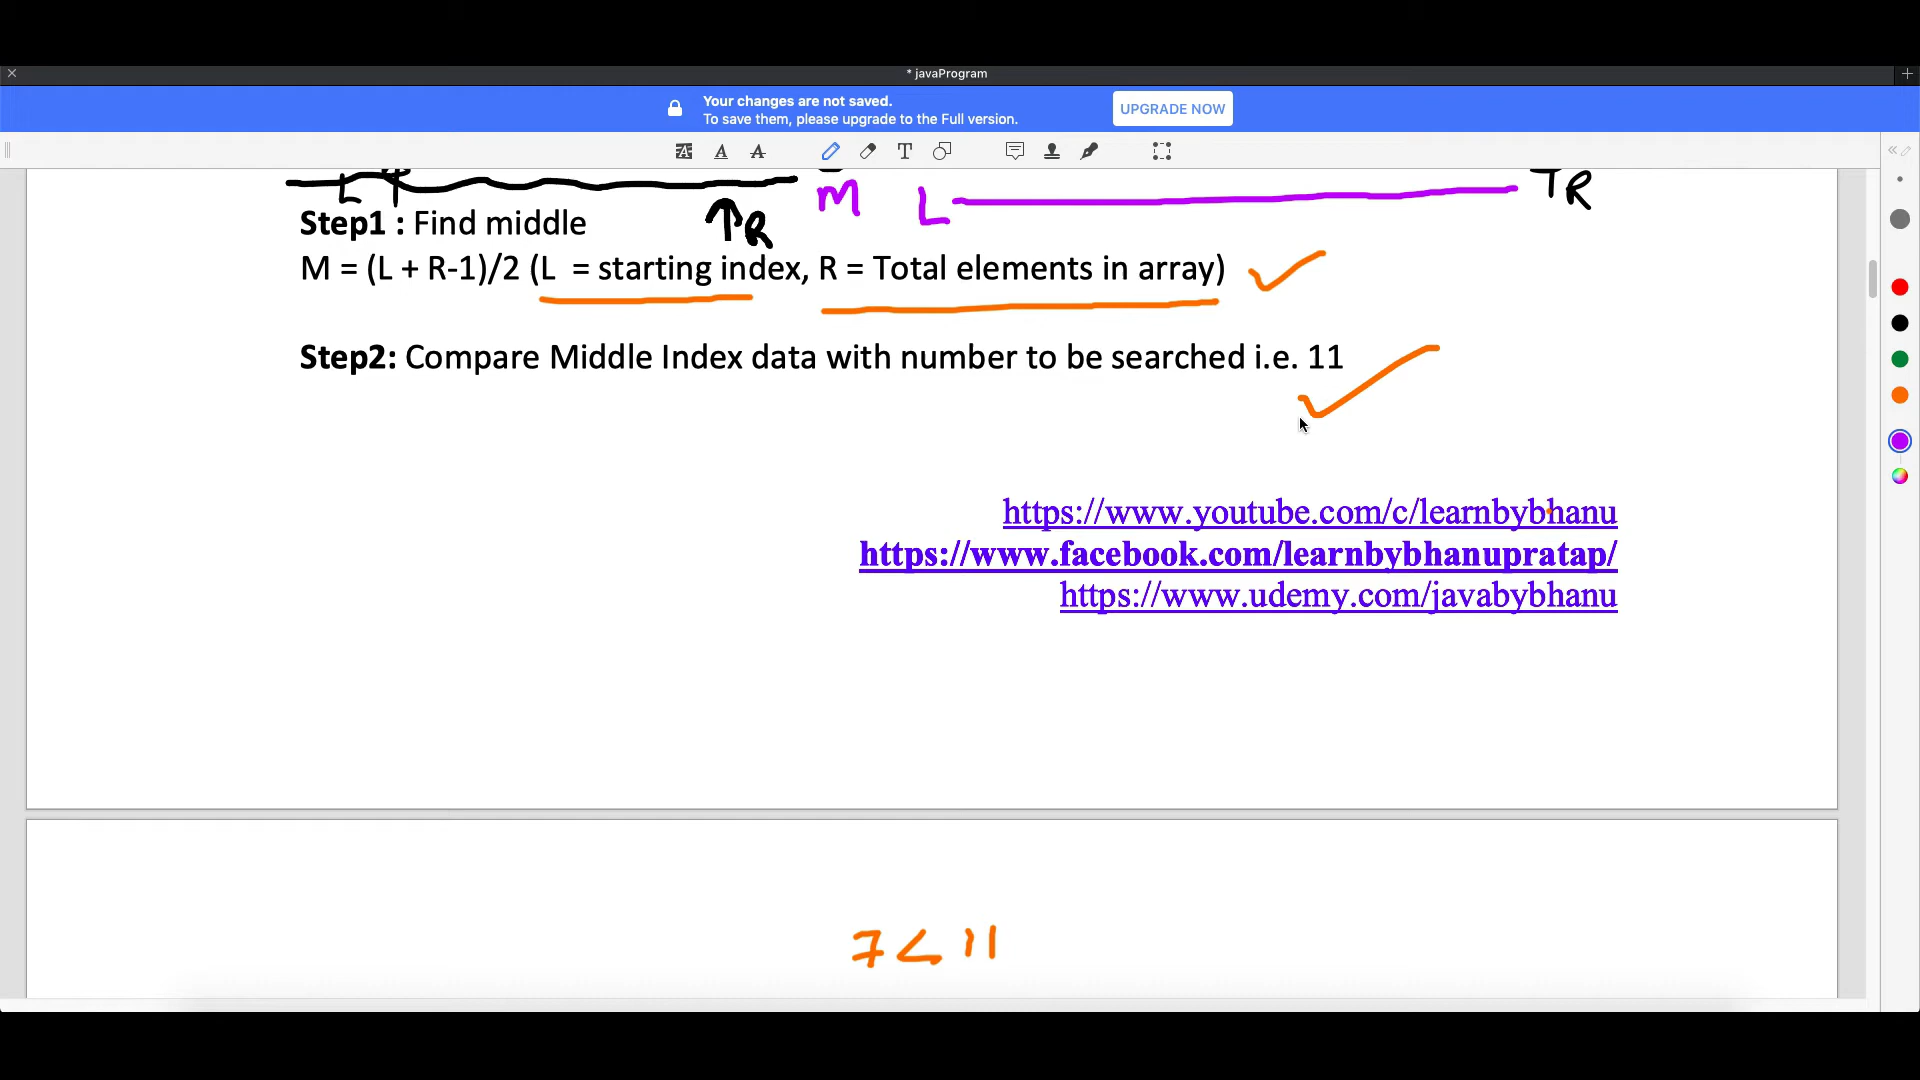 * javaProgram
Your changes are not saved.
To save them, please upgrade to the Full version.
UPGRADE NOW
L
R
M
L
R
Step1 : Find middle
M = (L + R-1)/2 (L = starting index, R = Total elements in array)
Step2: Compare Middle Index data with number to be searched i.e. 11
https://www.youtube.com/c/learnbybhanu
https://www.facebook.com/learnbybhanupratap/
https://www.udemy.com/javabybhanu
7 < 11